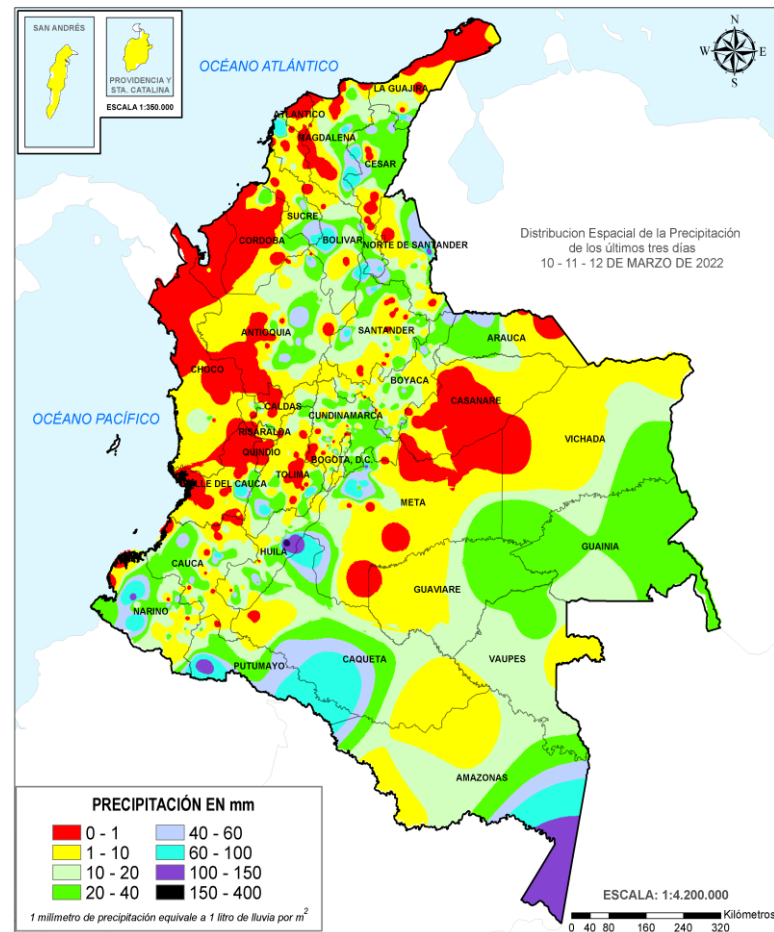 SAN ANDRÉS
PROVIDENCIA Y
STA. CATALINA
ESCALA 1:350.000
OCÉANO ATLÁNTICO
N
W
E
S
LA GUAJIRA
ATLANTICO
MAGDALENA
CESAR
SUCRE
CORDOBA
BOLIVAR
NORTE DE SANTANDER
Distribucion Espacial de la Precipitación
de los últimos tres días
10 - 11 - 12 DE MARZO DE 2022
ANTIOQUIA
SANTANDER
ARAUCA
CHOCO
BOYACA
CASANARE
CALDAS
CUNDINAMARCA
OCÉANO PACÍFICO
RISARALDA
VICHADA
QUINDIO
BOGOTA, D.C.
TOLIMA
VALLE DEL CAUCA
META
HUILA
GUAINIA
CAUCA
GUAVIARE
NARINO
CAQUETA
VAUPES
PUTUMAYO
AMAZONAS
PRECIPITACIÓN EN mm
0 - 1
40 - 60
1 - 10
60 - 100
10 - 20
100 - 150
20 - 40
150 - 400
1 milímetro de precipitación equivale a 1 litro de lluvia por m2
ESCALA: 1:4.200.000
Kilómetros
0 40 80 160 240 320